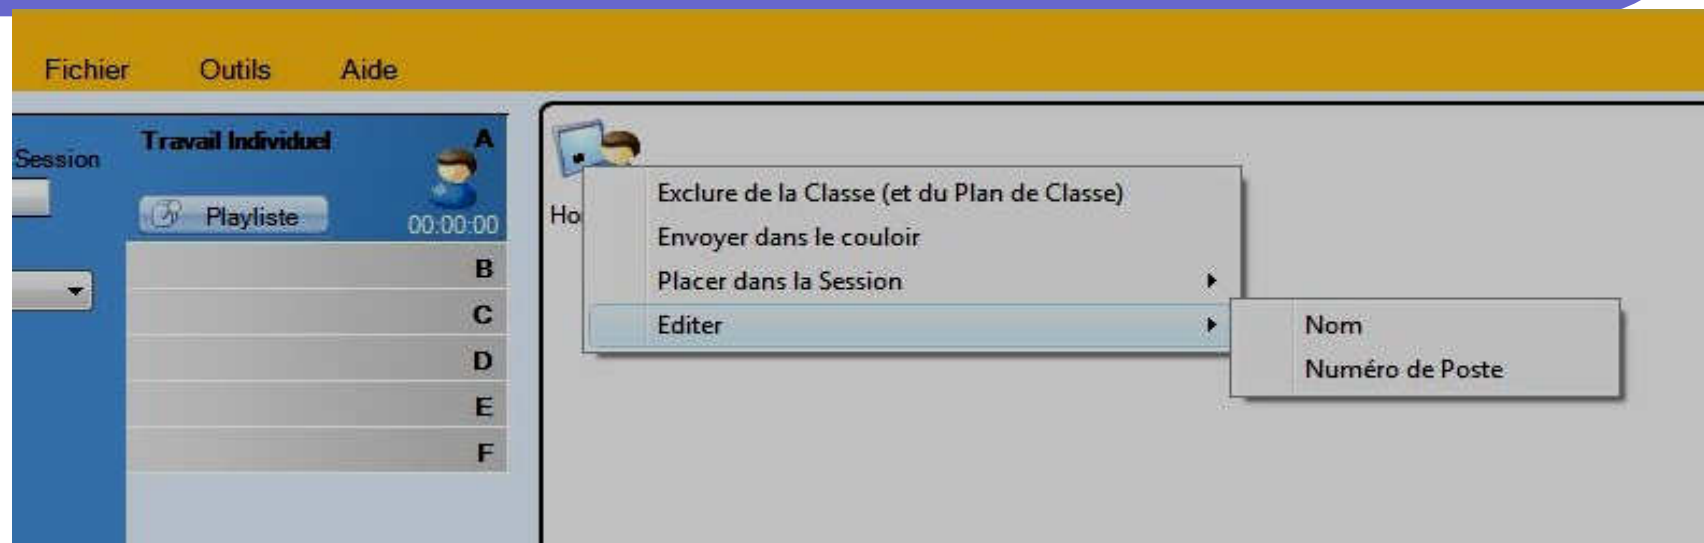 Fichier Outils Aide
Session
Travail Individuel A
Playliste 00:00:00
B
C
D
E
F
Ho
Exclure de la Classe (et du Plan de Classe)
Envoyer dans le couloir
Placer dans la Session
Editer
Nom
Numéro de Poste